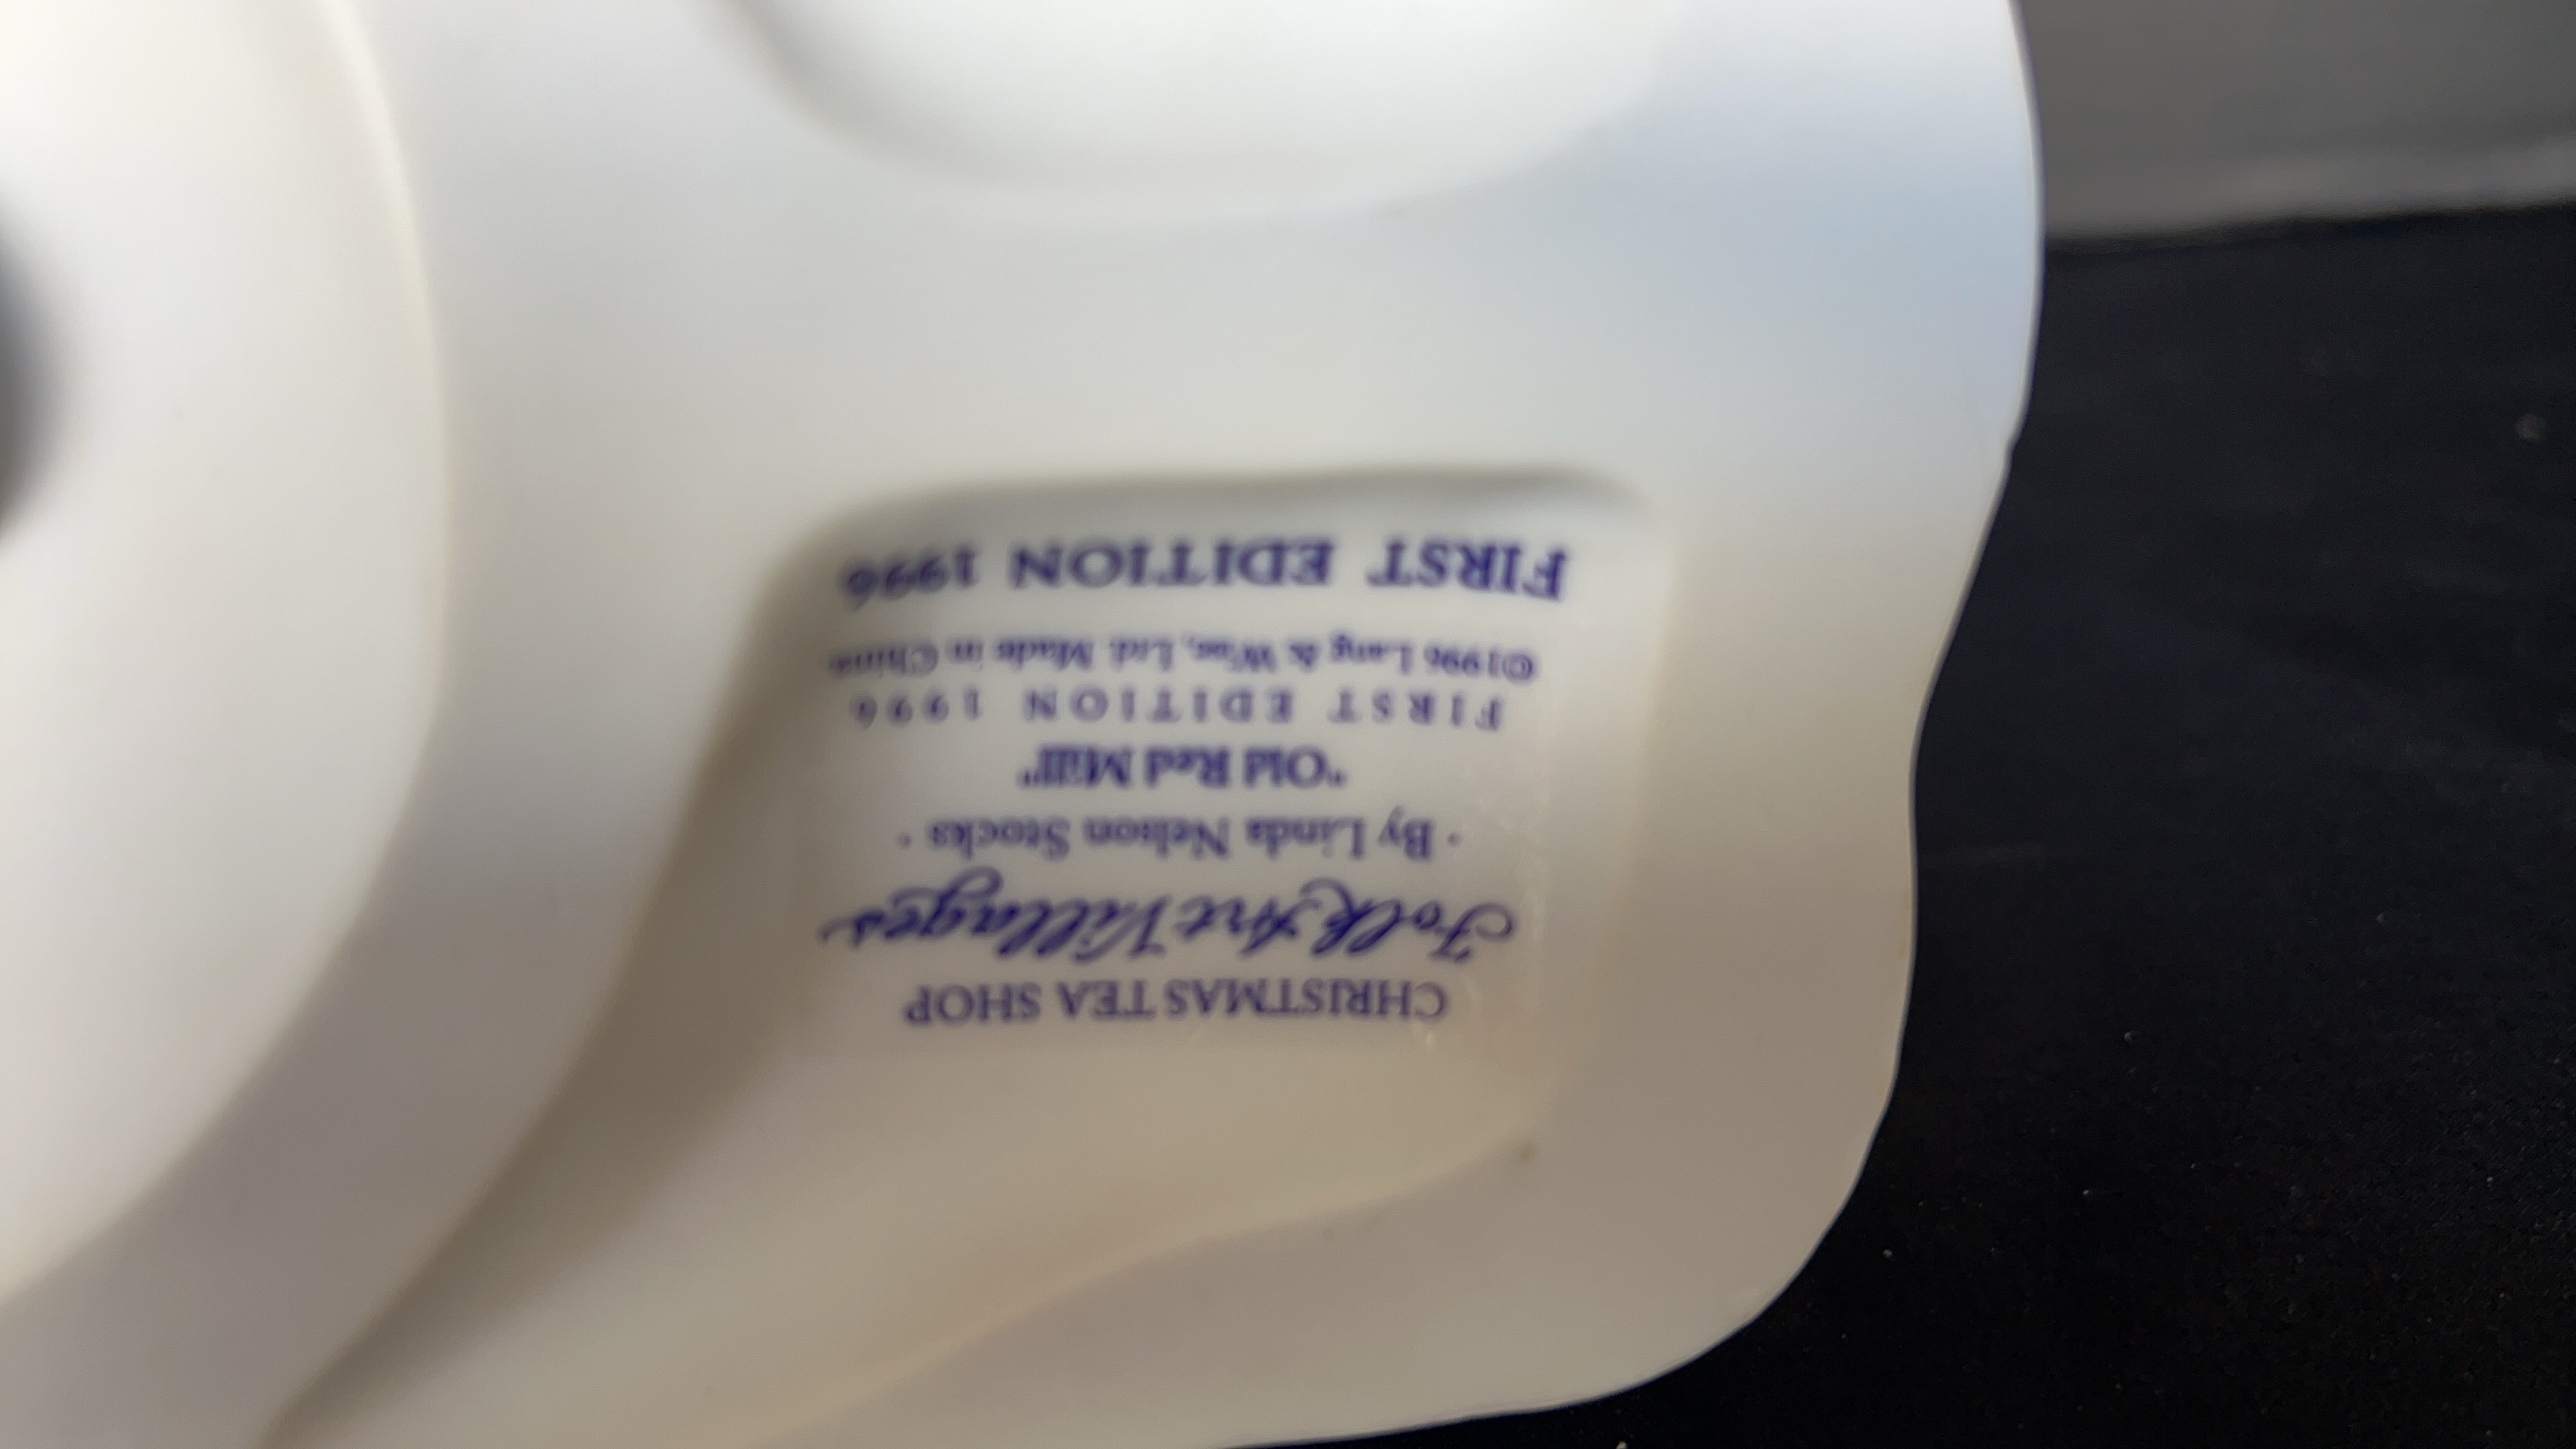 CHRISTMAS TEA SHOP
Folk Art Villages
· By Linda Nelson Stocks ·
"Old Red Mill"
FIRST EDITION 1996
©1996 Lang & Wise, Ltd. Made in China.
FIRST EDITION 1996